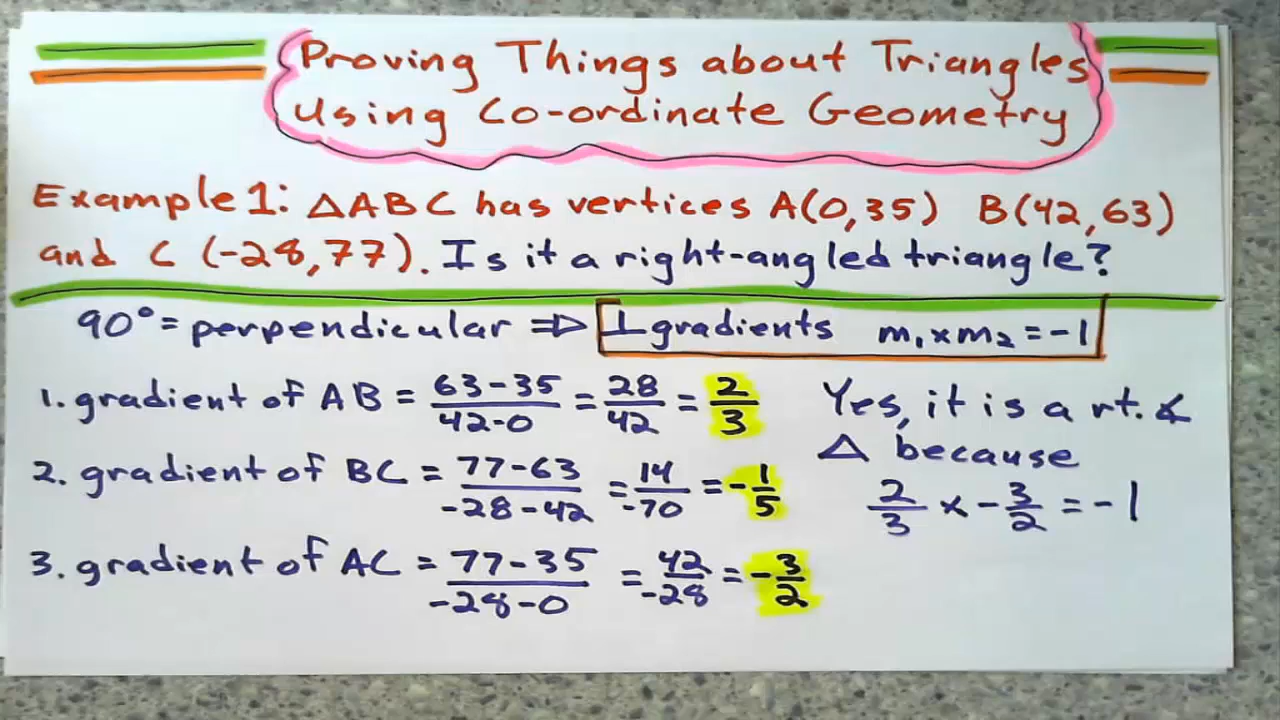 Proving Things about Triangles
Using Co-ordinate Geometry
Example 1: △ABC has vertices A(0,35) B(42,63)
and C (-28,77). Is it a right-angled triangle?
90° = perpendicular ⇒ ⊥ gradients m₁ x m₂ = -1
1. gradient of AB = 63-35/42-0 = 28/42 = 2/3
2. gradient of BC = 77-63/-28-42 = 14/-70 = -1/5
3. gradient of AC = 77-35/-28-0 = 42/-28 = -3/2
Yes, it is a rt. ∡
△ because
2/3 x -3/2 = -1